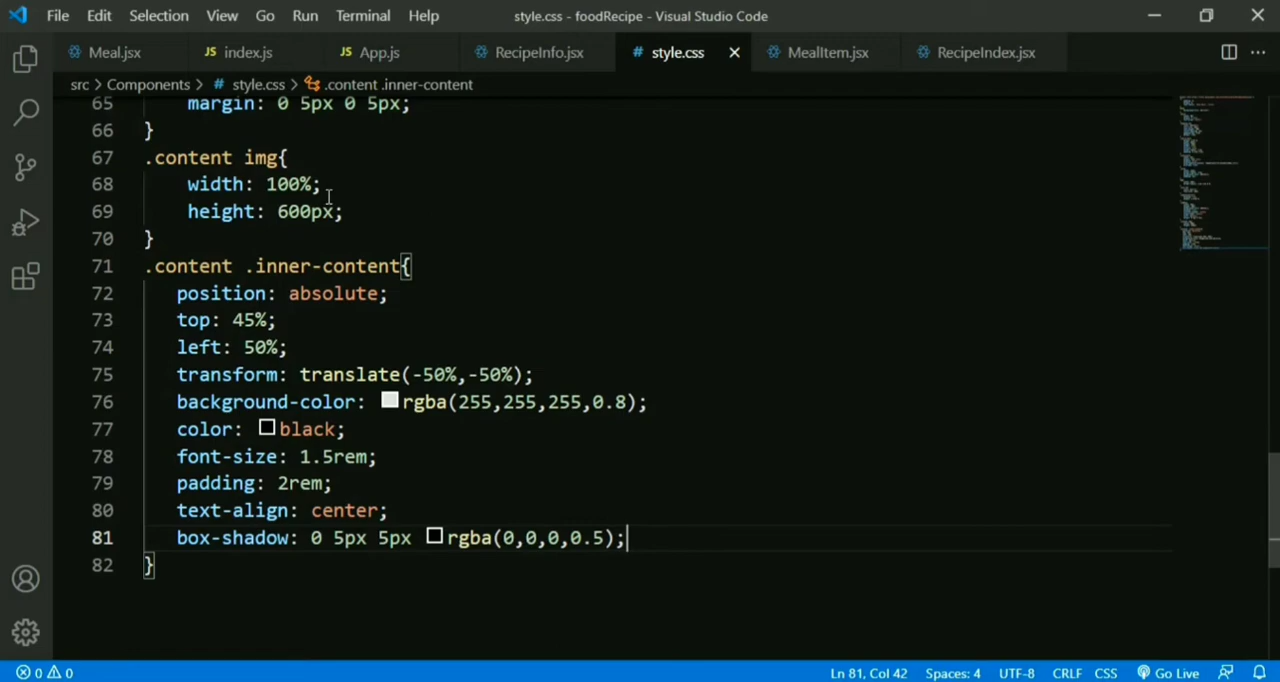 File Edit Selection View Go Run Terminal Help style.css - foodRecipe - Visual Studio Code
Meal.jsx JS index.js JS App.js RecipeInfo.jsx # style.css MealItem.jsx RecipeIndex.jsx
src > Components > # style.css > .content .inner-content
65 margin: 0 5px 0 5px;
66 }
67 .content img{
68 width: 100%;
69 height: 600px;
70 }
71 .content .inner-content{
72 position: absolute;
73 top: 45%;
74 left: 50%;
75 transform: translate(-50%,-50%);
76 background-color: rgba(255,255,255,0.8);
77 color: black;
78 font-size: 1.5rem;
79 padding: 2rem;
80 text-align: center;
81 box-shadow: 0 5px 5px rgba(0,0,0,0.5);
82 }
0 0 Ln 81, Col 42 Spaces: 4 UTF-8 CRLF CSS Go Live